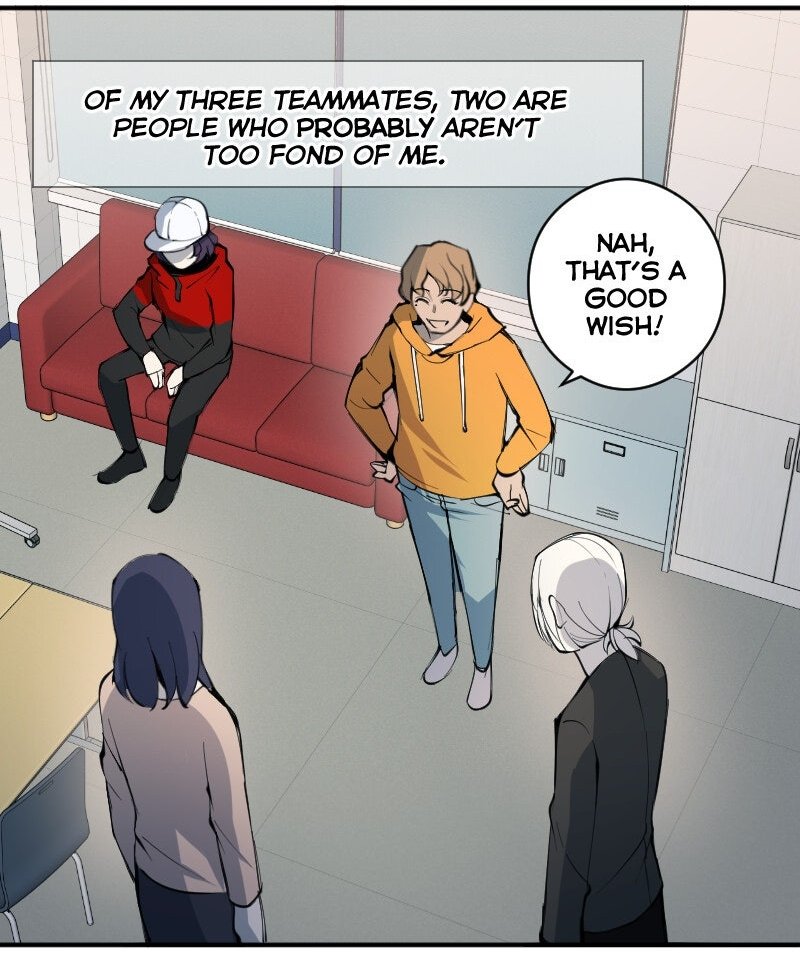 OF MY THREE TEAMMATES, TWO ARE
PEOPLE WHO PROBABLY AREN'T
TOO FOND OF ME.
NAH,
THAT'S A
GOOD
WISH!